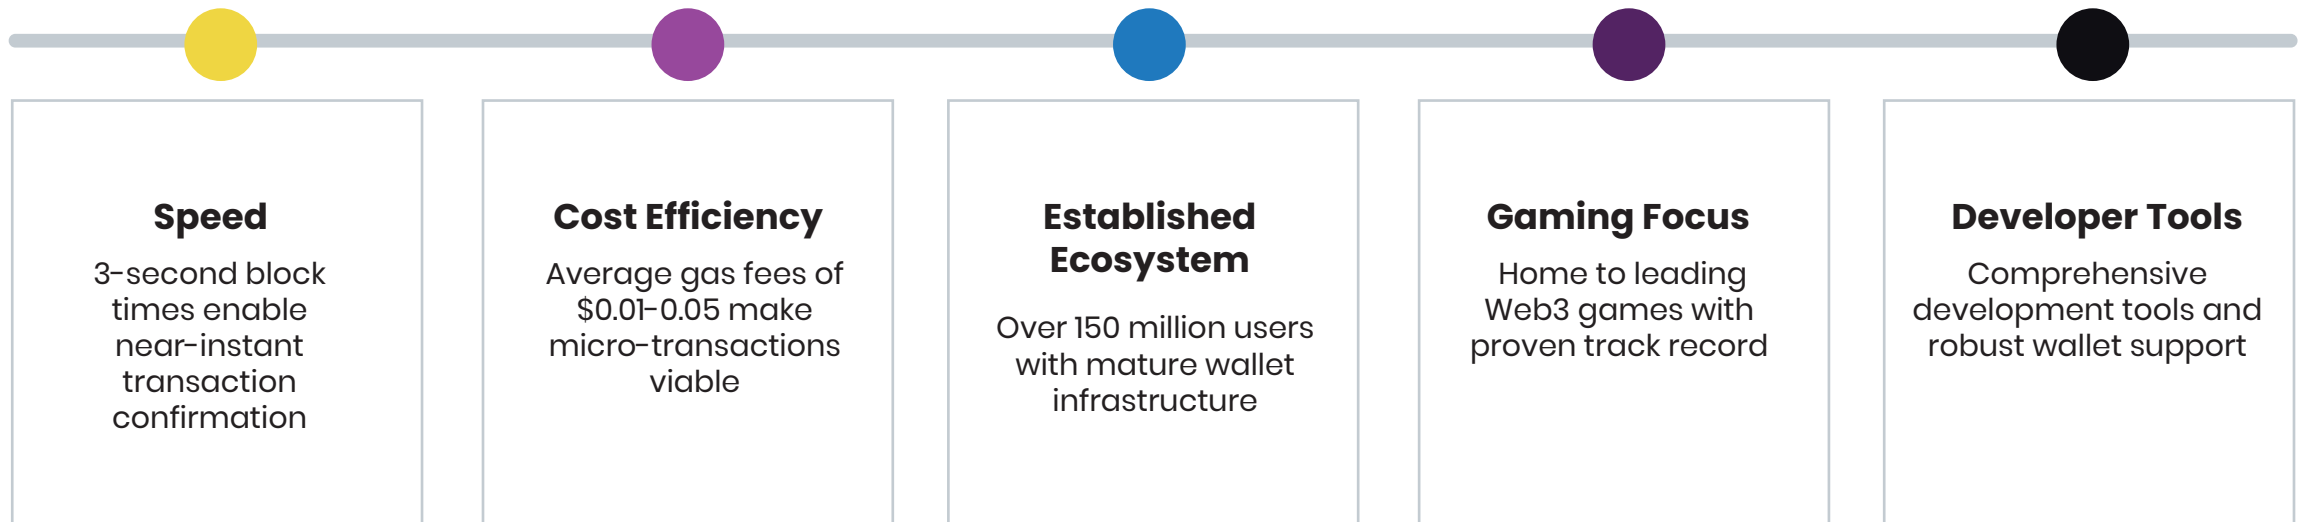 Speed
3-second block
times enable
near-instant
transaction
confirmation
Cost Efficiency
Average gas fees of
$0.01-0.05 make
micro-transactions
viable
Established
Ecosystem
Over 150 million users
with mature wallet
infrastructure
Gaming Focus
Home to leading
Web3 games with
proven track record
Developer Tools
Comprehensive
development tools and
robust wallet support